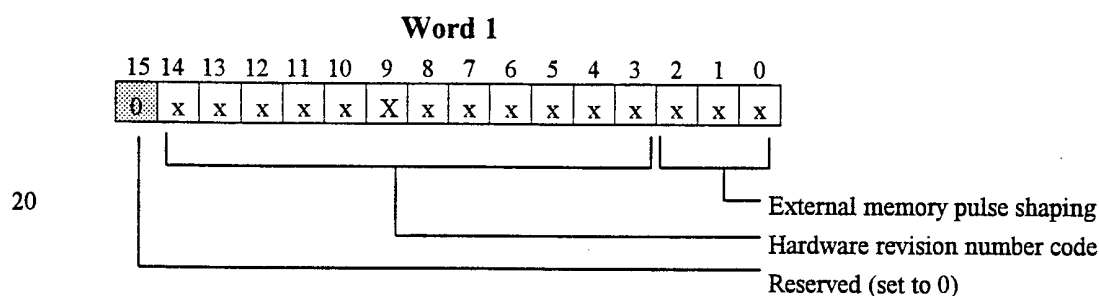 Word 1
15 14 13 12 11 10 9 8 7 6 5 4 3 2 1 0
0 x x x x x X x x x x x x x x x
20
External memory pulse shaping
Hardware revision number code
Reserved (set to 0)